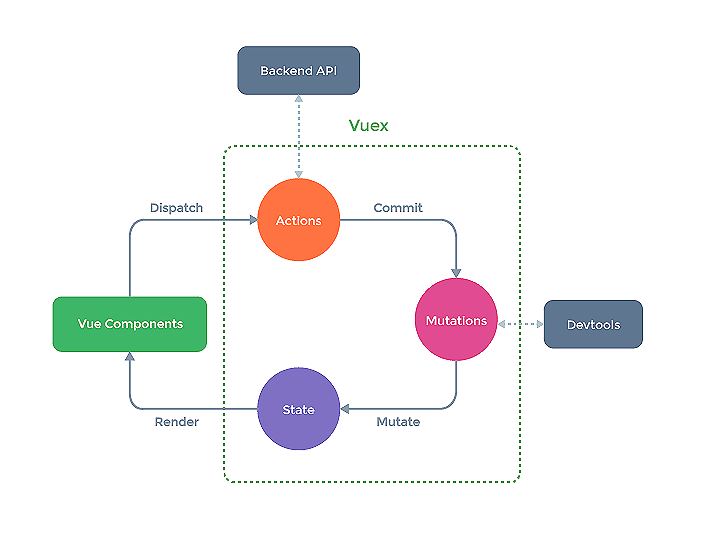 Backend API
Vuex
Dispatch
Commit
Actions
Vue Components
Mutations
Devtools
State
Render
Mutate